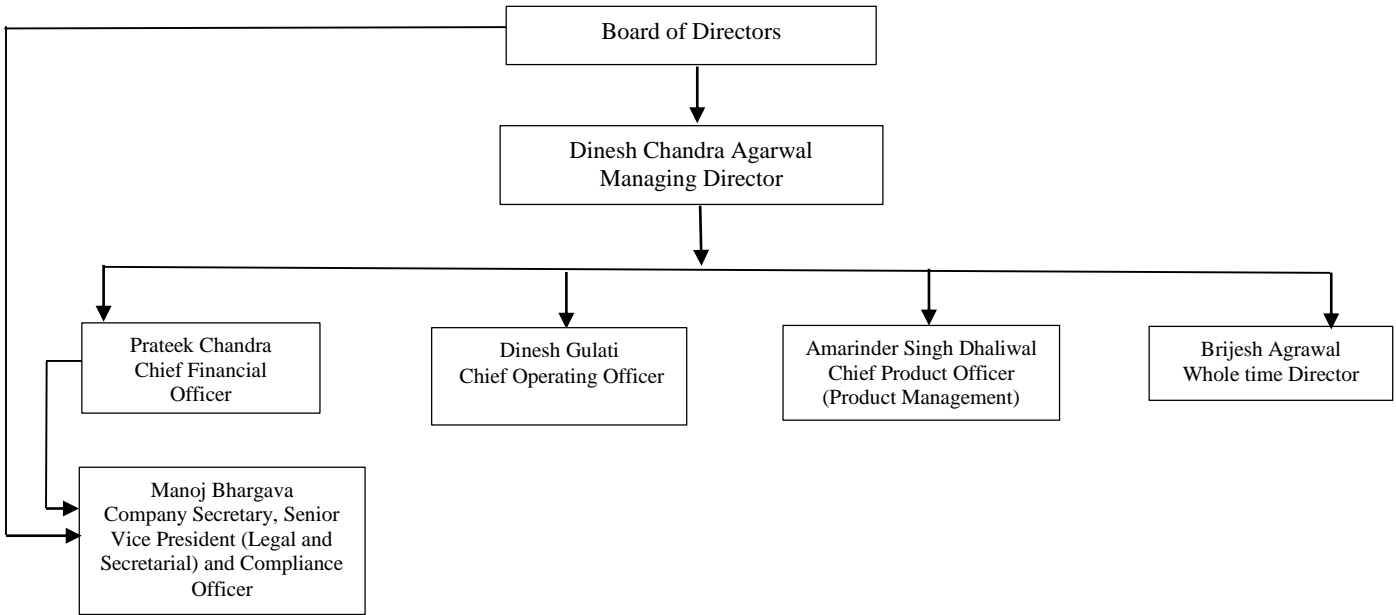 Board of Directors
Dinesh Chandra Agarwal
Managing Director
Prateek Chandra
Chief Financial
Officer
Dinesh Gulati
Chief Operating Officer
Amarinder Singh Dhaliwal
Chief Product Officer
(Product Management)
Brijesh Agrawal
Whole time Director
Manoj Bhargava
Company Secretary, Senior
Vice President (Legal and
Secretarial) and Compliance
Officer